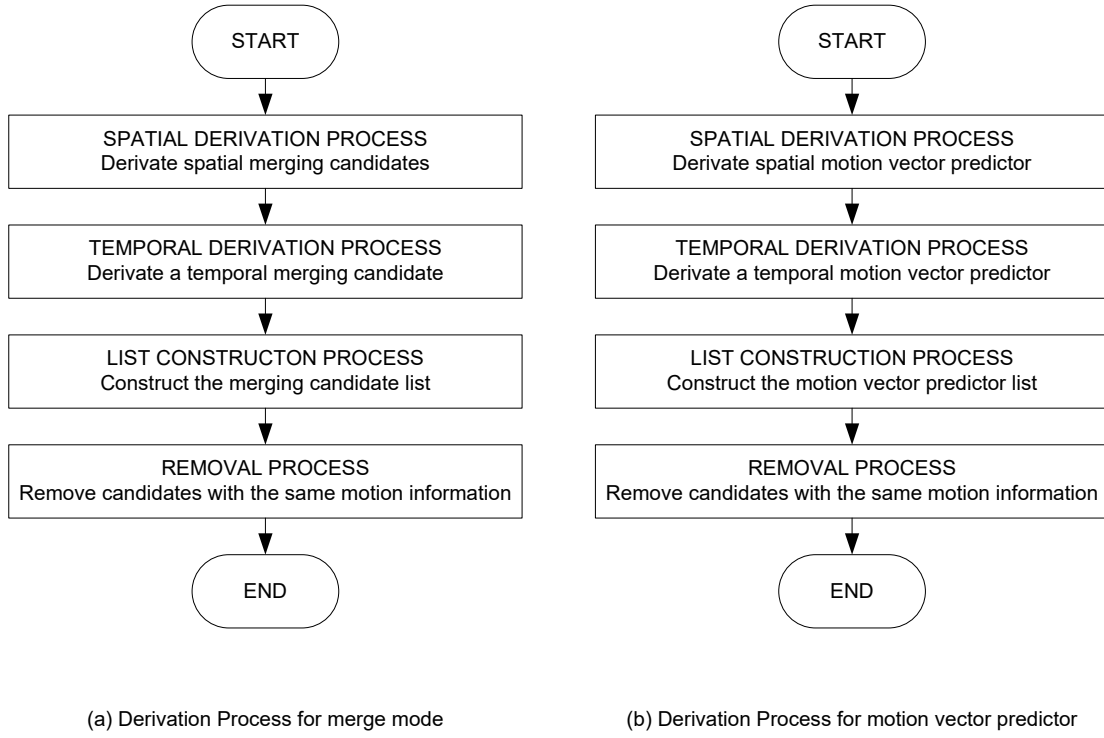 START
SPATIAL DERIVATION PROCESS
Derivate spatial merging candidates
TEMPORAL DERIVATION PROCESS
Derivate a temporal merging candidate
LIST CONSTRUCTON PROCESS
Construct the merging candidate list
REMOVAL PROCESS
Remove candidates with the same motion information
END
(a) Derivation Process for merge mode
START
SPATIAL DERIVATION PROCESS
Derivate spatial motion vector predictor
TEMPORAL DERIVATION PROCESS
Derivate a temporal motion vector predictor
LIST CONSTRUCTION PROCESS
Construct the motion vector predictor list
REMOVAL PROCESS
Remove candidates with the same motion information
END
(b) Derivation Process for motion vector predictor